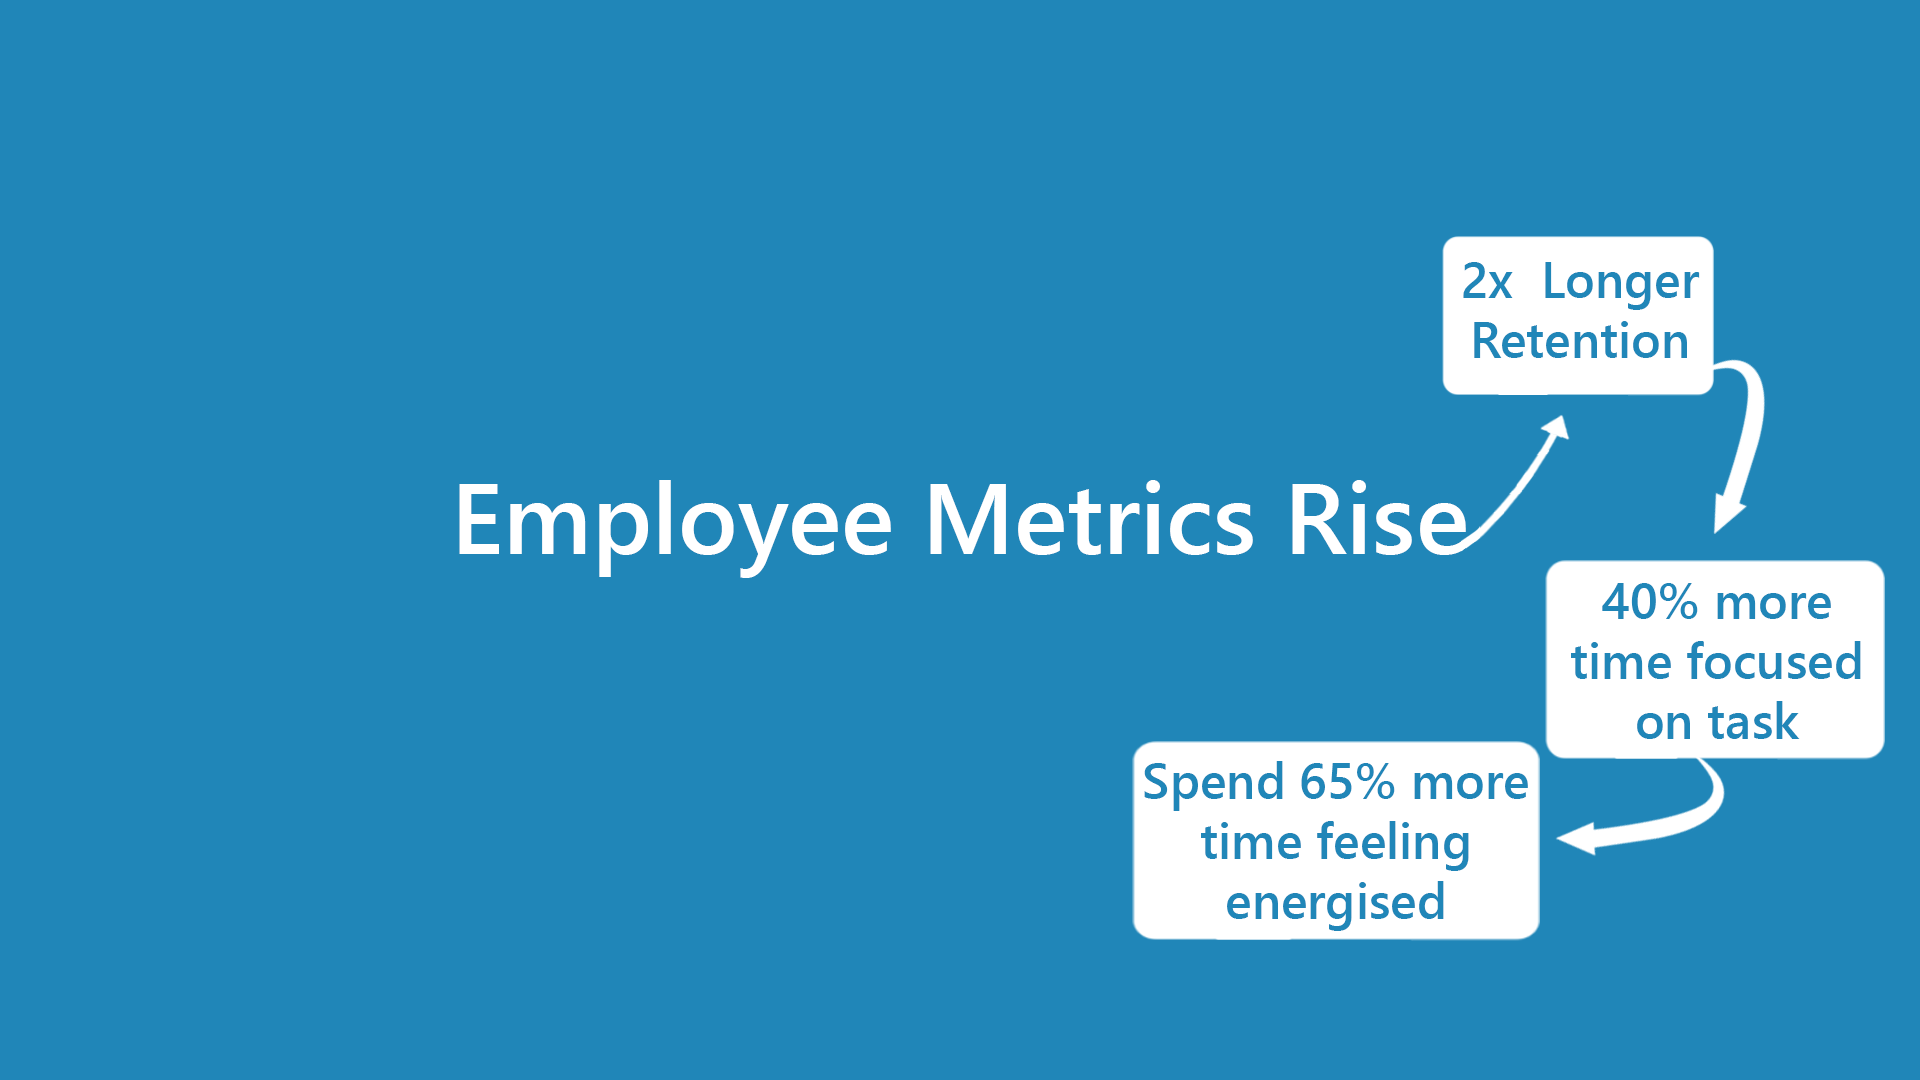 Employee Metrics Rise
2x  Longer
Retention
40% more
time focused
on task
Spend 65% more
time feeling
energised